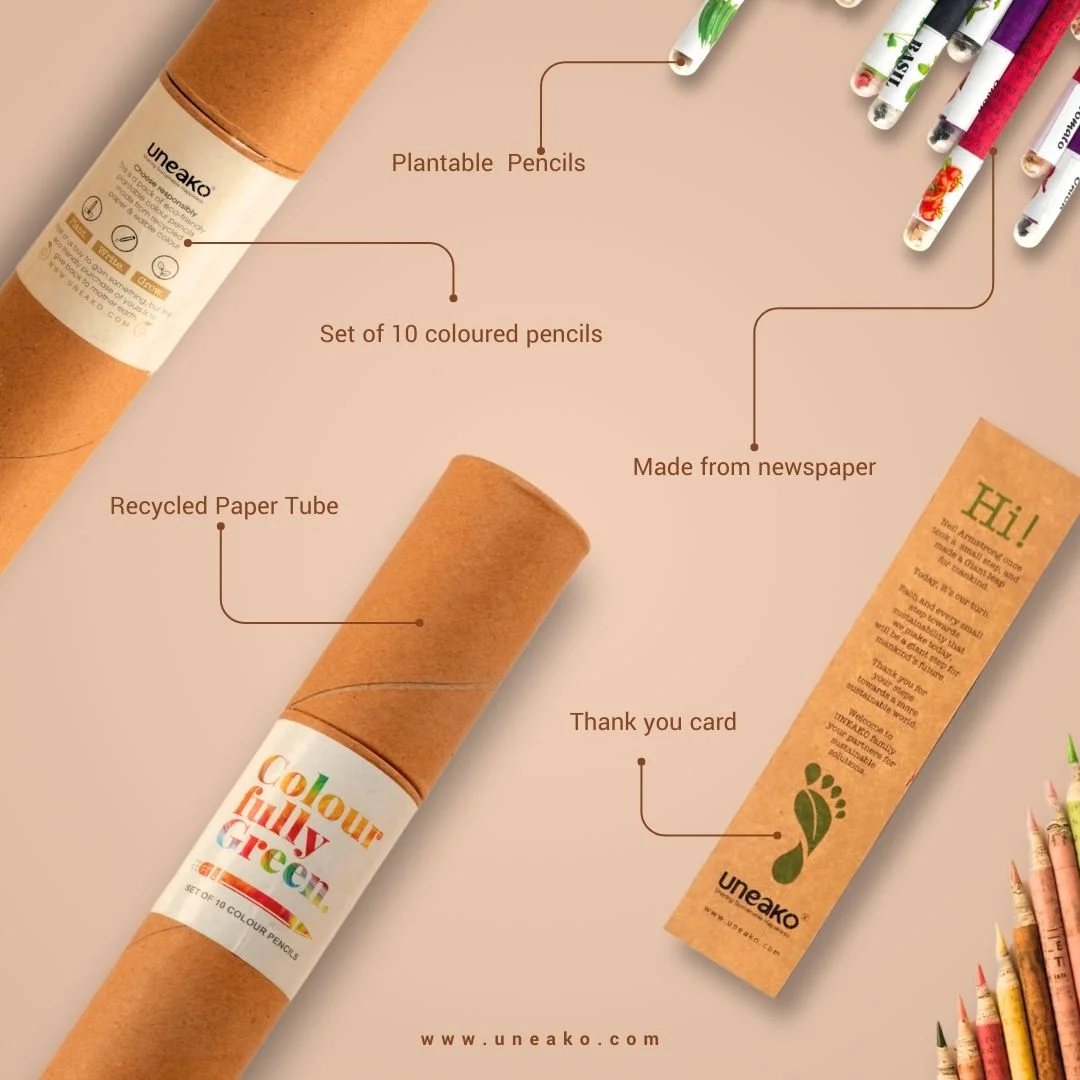 uneako®
Choose responsibly
This is a pack of eco-friendly
plantable colour pencils
made from recycled
paper & edible colour
Plant. Write. Grow.
give back to mother earth.
WWW.UNEAKO.COM
Plantable Pencils
BASIL
Tomato
Set of 10 coloured pencils
Made from newspaper
Recycled Paper Tube
Colour
fully
Green.
SET OF 10 COLOUR PENCILS
Hi!
Neil Armstrong once
took a small step, and
made a Giant leap
for mankind.
Today, it's our turn.
Each and every small
step towards
sustainability that
we make today,
will be a giant step for
mankind's future.
Thank you for
your steps
towards a more
sustainable world.
Welcome to
UNEAKO family
your partners for
sustainable
solutions.
uneako®
www.uneako.com
Thank you card
www.uneako.com